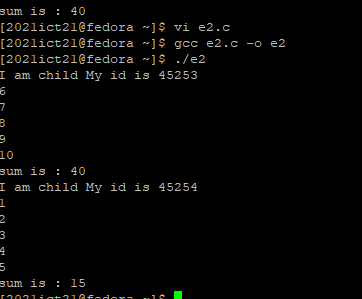 sum is : 40
[2021ict21@fedora ~]$ vi e2.c
[2021ict21@fedora ~]$ gcc e2.c -o e2
[2021ict21@fedora ~]$ ./e2
I am child My id is 45253
6
7
8
9
10
sum is : 40
I am child My id is 45254
1
2
3
4
5
sum is : 15
[2021ict21@fedora ~]$